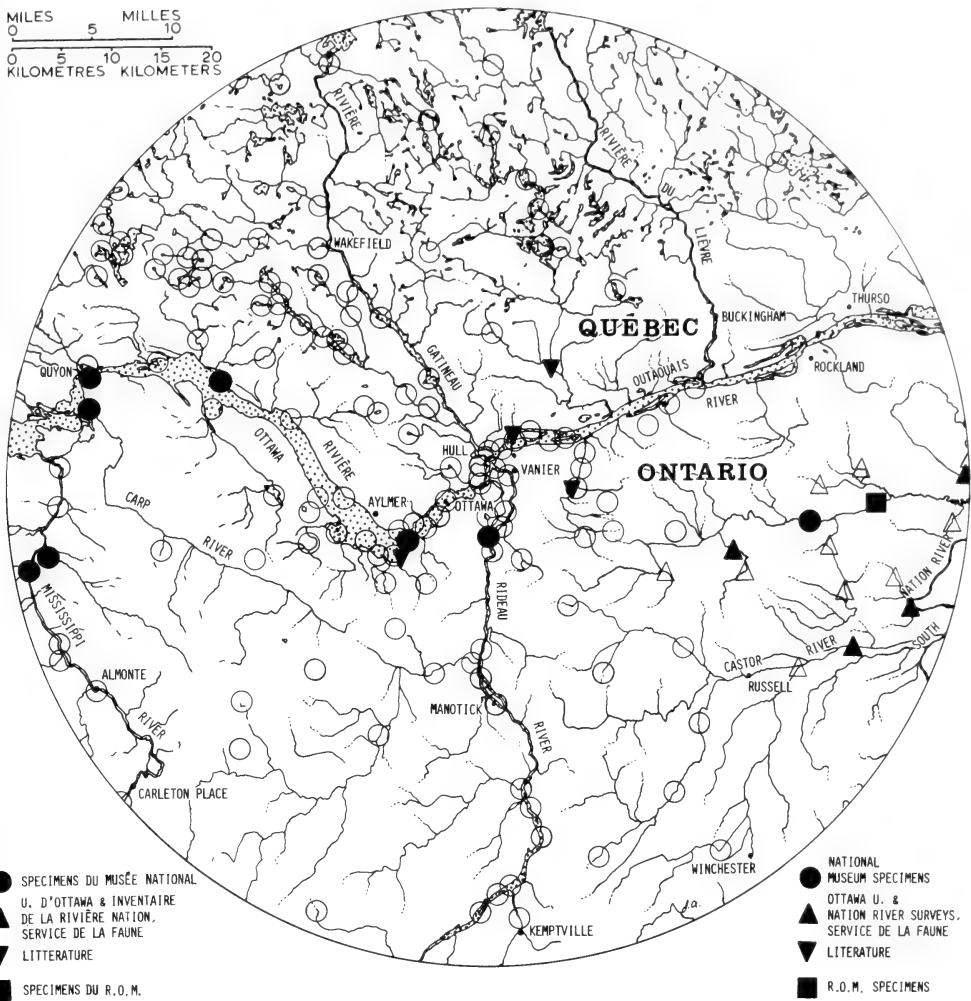 MILES MILLES
0 5 10
0 5 10 15 20
KILOMÈTRES KILOMETERS
RIVIÈRE
RIVIÈRE
DU
LIÈVRE
WAKEFIELD
THURSO
BUCKINGHAM
QUÉBEC
GATINEAU
QUYON
OUTAOUAIS
ROCKLAND
RIVER
OTTAWA
RIVIÈRE
HULL
VANIER
ONTARIO
CARP
AYLMER
OTTAWA
RIVER
NATION RIVER
MISSISSIPPI
RIDEAU
CASTOR
RIVER
SOUTH
RUSSELL
ALMONTE
MANOTICK
RIVER
RIVER
CARLETON PLACE
WINCHESTER
j.a.
KEMPTVILLE
SPECIMENS DU MUSÉE NATIONAL
U. D'OTTAWA & INVENTAIRE
DE LA RIVIÈRE NATION,
SERVICE DE LA FAUNE
LITTERATURE
SPECIMENS DU R.O.M.
NATIONAL
MUSEUM SPECIMENS
OTTAWA U. &
NATION RIVER SURVEYS,
SERVICE DE LA FAUNE
LITERATURE
R.O.M. SPECIMENS